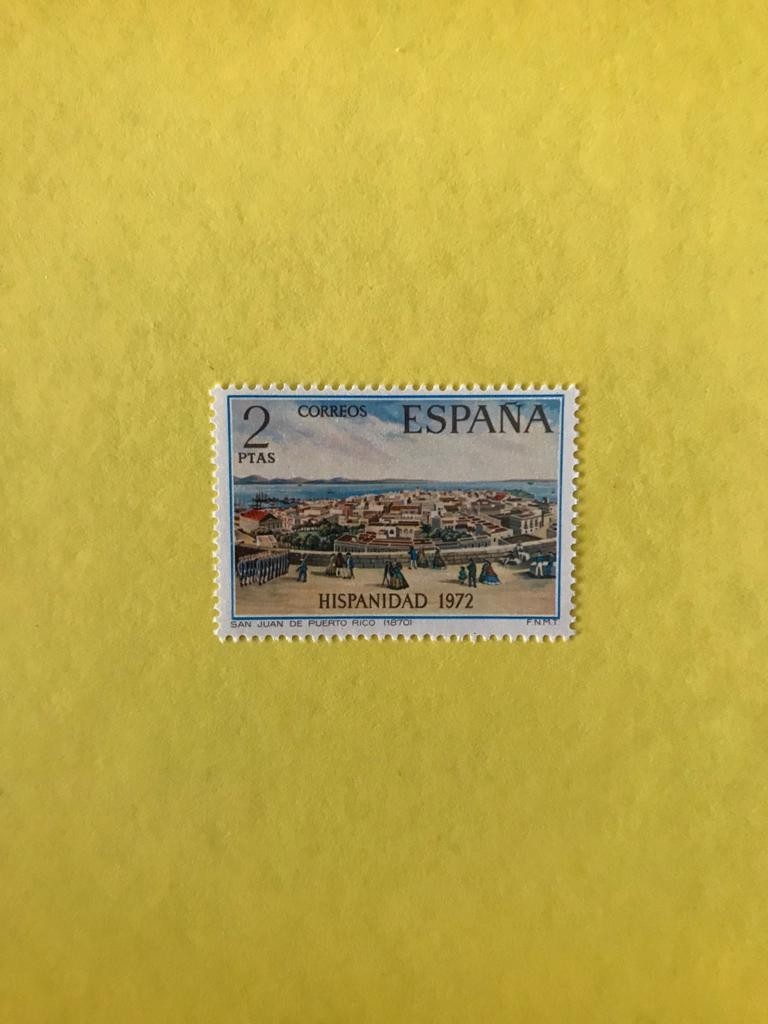 2 CORREOS ESPAÑA
PTAS
HISPANIDAD 1972
SAN JUAN DE PUERTO RICO (1870) F.N.M.T